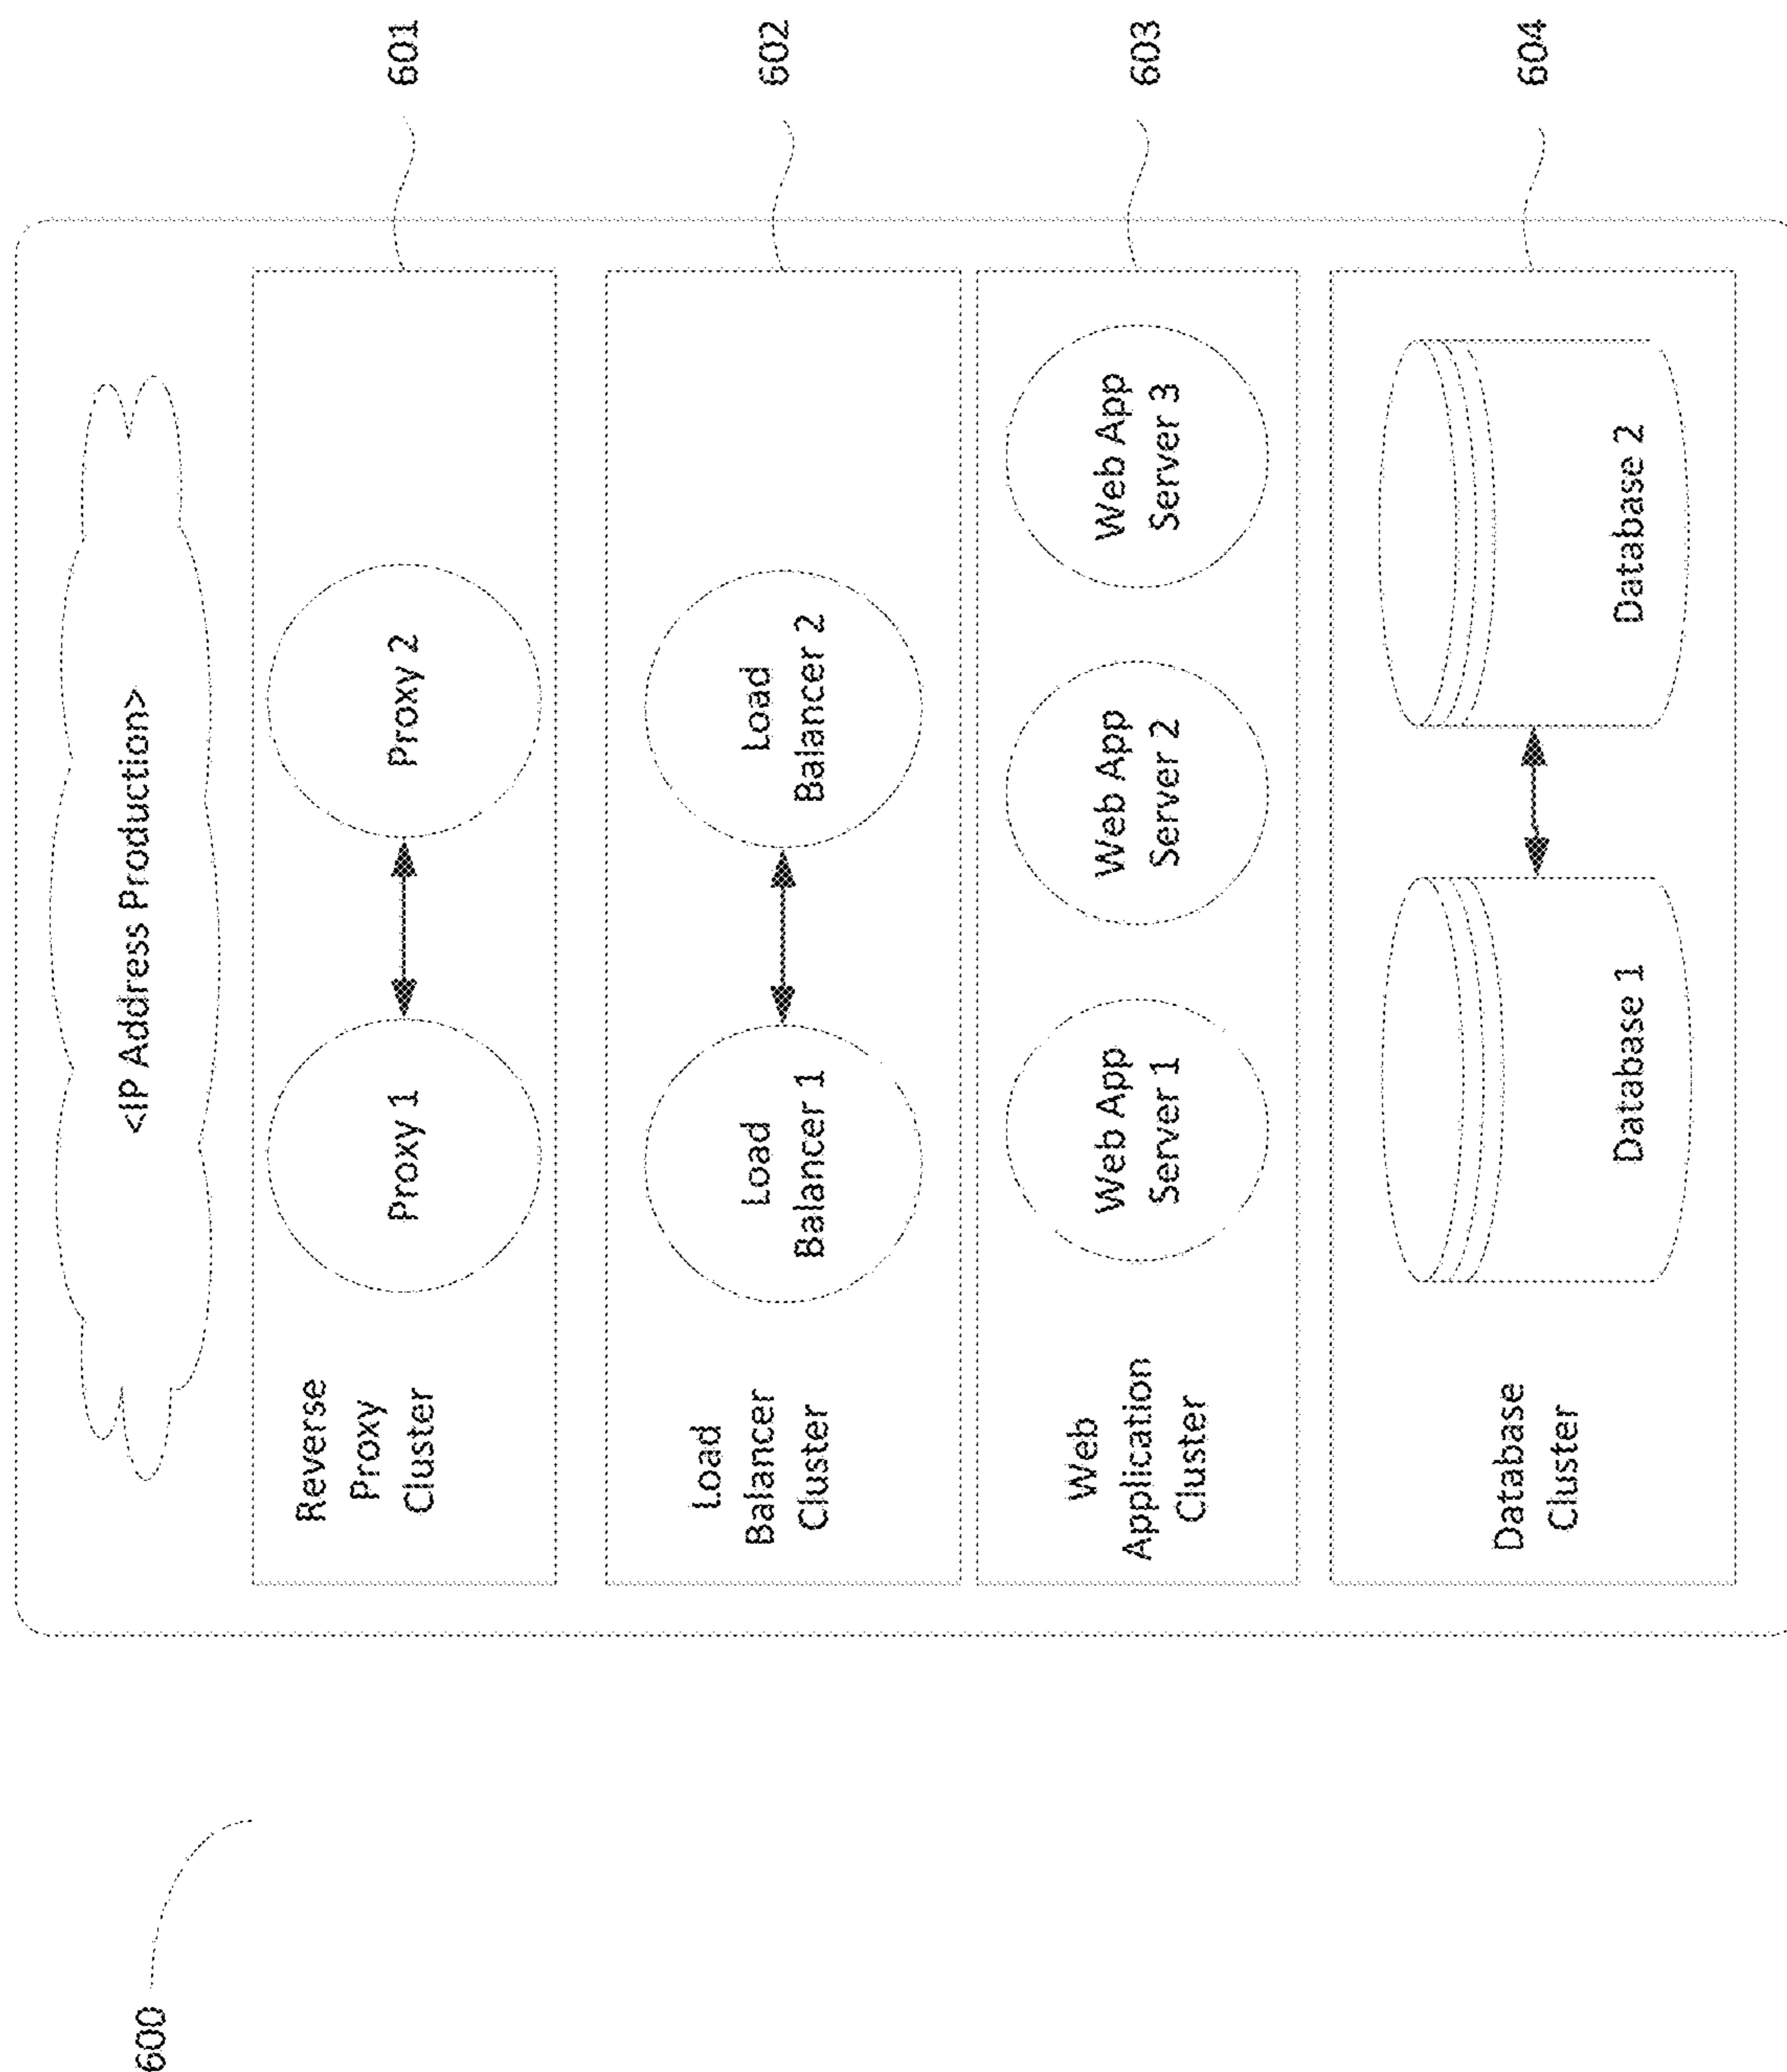 600
<IP Address Production>
Reverse
Proxy
Cluster
Proxy 1
Proxy 2
601
Load
Balancer
Cluster
Load
Balancer 1
Load
Balancer 2
602
Web
Application
Cluster
Web App
Server 1
Web App
Server 2
Web App
Server 3
603
Database
Cluster
Database 1
Database 2
604